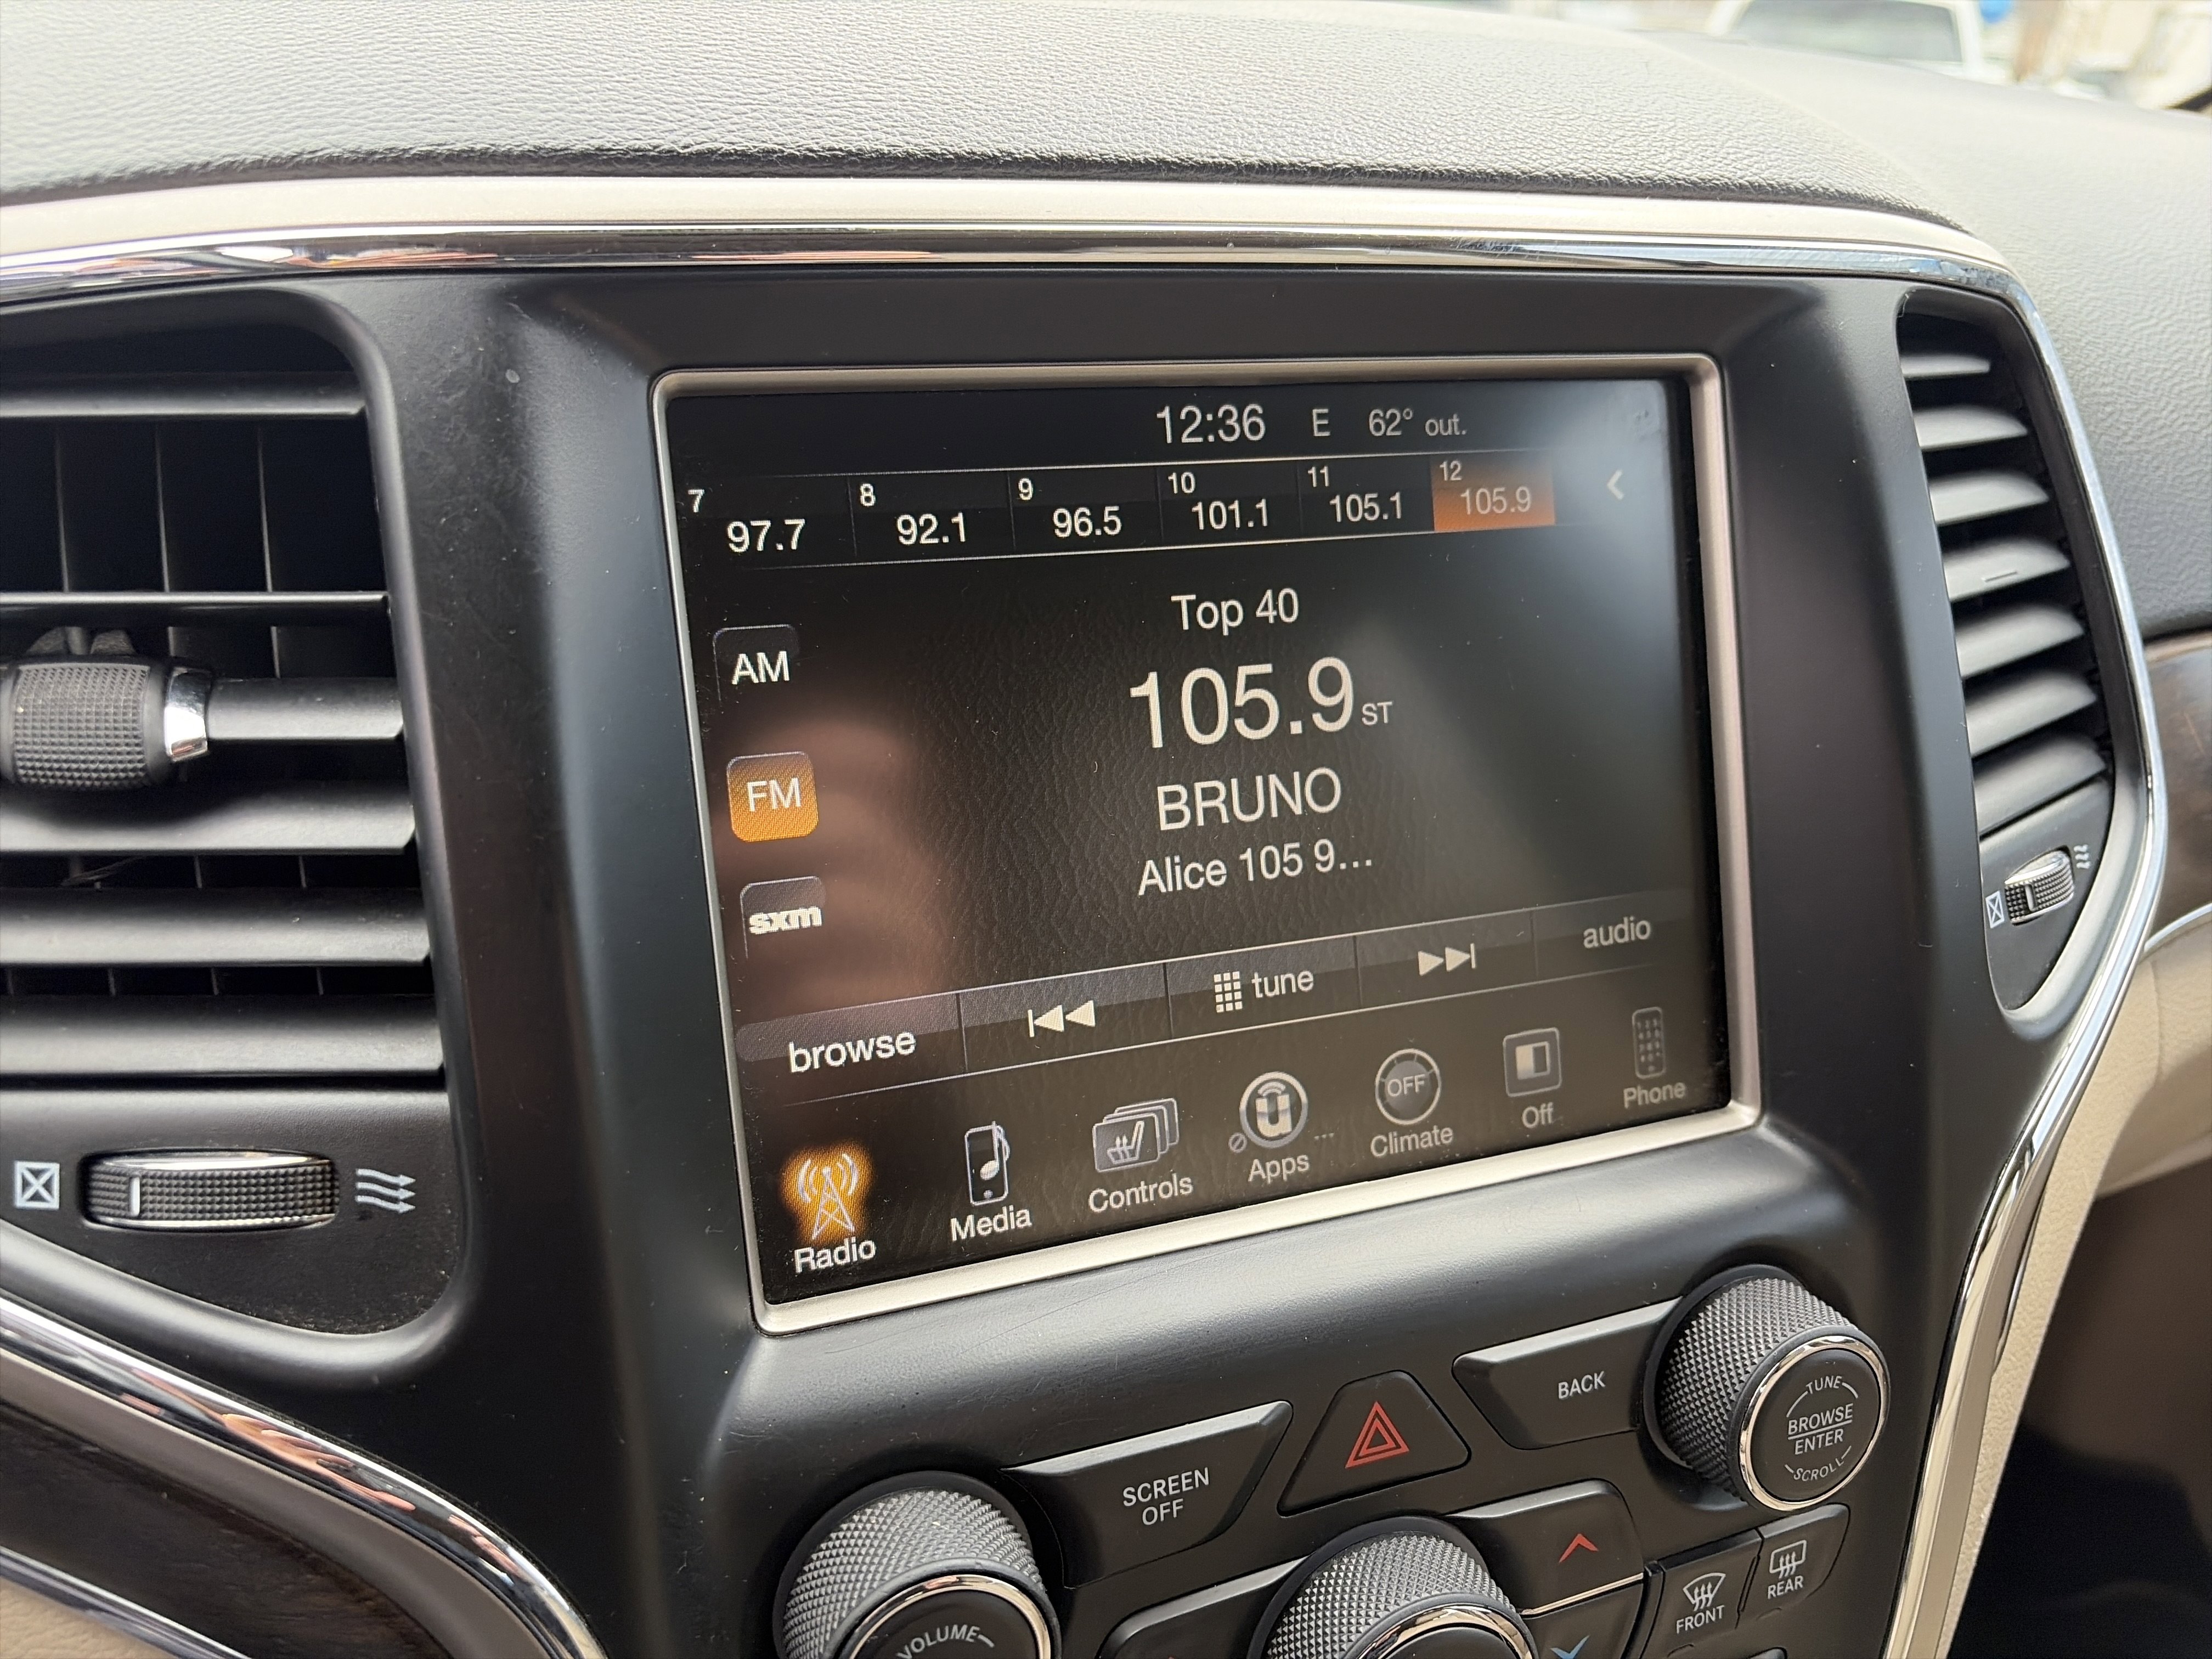 12:36 E 62° out.
7 8 9 10 11 12
97.7 92.1 96.5 101.1 105.1 105.9
Top 40
AM
105.9 ST
FM
BRUNO
Alice 105 9...
sxm
browse tune audio
OFF
Radio Media Controls Apps ... Climate Off Phone
BACK
TUNE
BROWSE
ENTER
SCROLL
SCREEN
OFF
FRONT REAR
VOLUME